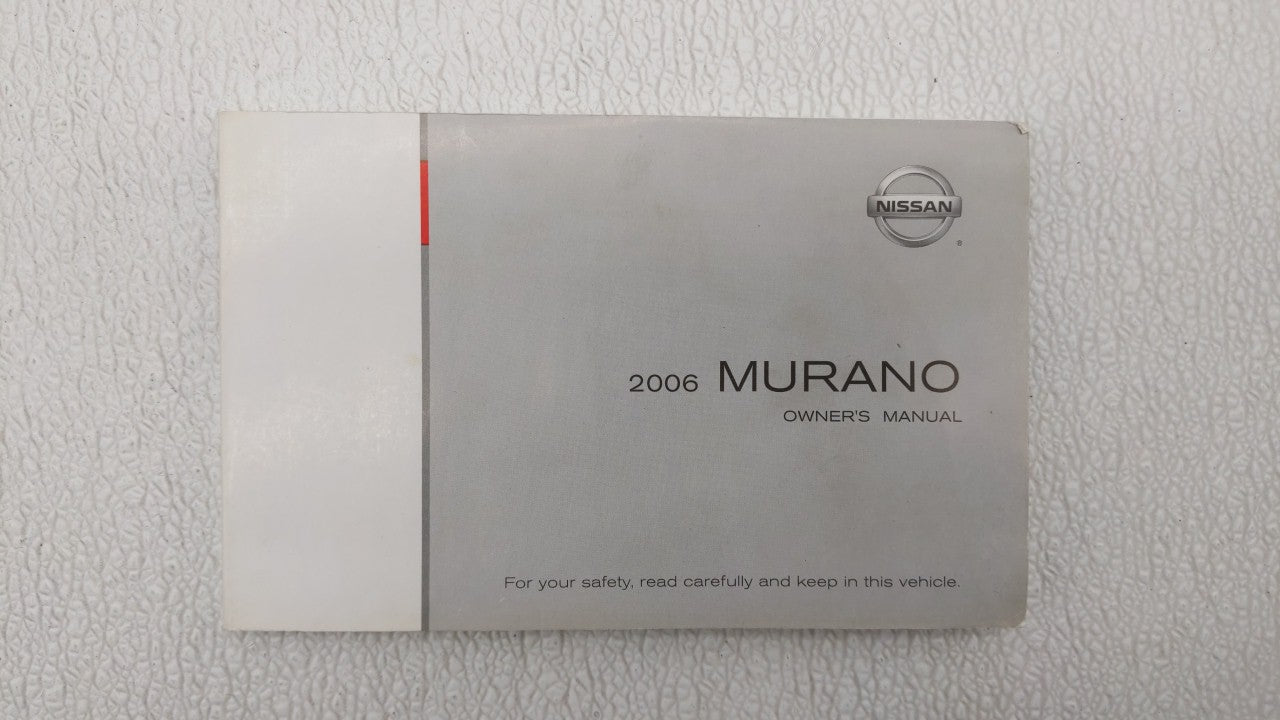 NISSAN
®
2006 MURANO
OWNER'S MANUAL
For your safety, read carefully and keep in this vehicle.